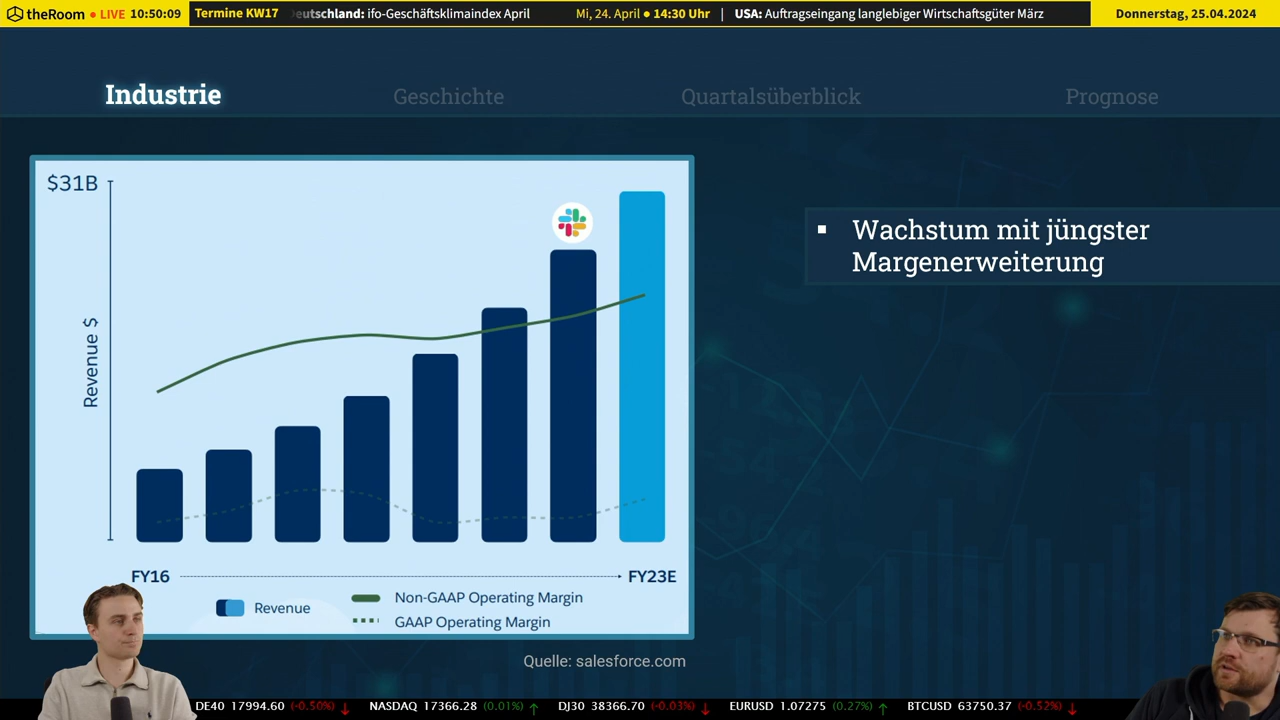 theRoom ● LIVE 10:50:09 Termine KW17 Deutschland: ifo-Geschäftsklimaindex April Mi, 24. April ● 14:30 Uhr | USA: Auftragseingang langlebiger Wirtschaftsgüter März Donnerstag, 25.04.2024
Industrie Geschichte Quartalsüberblick Prognose
$31B
Revenue $
FY16 FY23E
Revenue
Non-GAAP Operating Margin
GAAP Operating Margin
Quelle: salesforce.com
▪ Wachstum mit jüngster
Margenerweiterung
DE40 17994.60 (-0.50%) ↓ NASDAQ 17366.28 (0.01%) ↑ DJ30 38366.70 (-0.03%) ↓ EURUSD 1.07275 (0.27%) ↑ BTCUSD 63750.37 (-0.52%) ↓